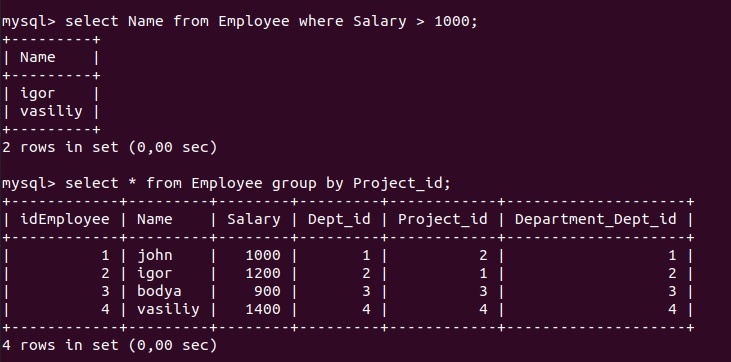 mysql> select Name from Employee where Salary > 1000;
+---------+
| Name    |
+---------+
| igor    |
| vasiliy |
+---------+
2 rows in set (0,00 sec)

mysql> select * from Employee group by Project_id;
+------------+---------+--------+---------+------------+--------------------+
| idEmployee | Name    | Salary | Dept_id | Project_id | Department_Dept_id |
+------------+---------+--------+---------+------------+--------------------+
|          1 | john    |   1000 |       1 |          2 |                  1 |
|          2 | igor    |   1200 |       2 |          1 |                  2 |
|          3 | bodya   |    900 |       3 |          3 |                  3 |
|          4 | vasiliy |   1400 |       4 |          4 |                  4 |
+------------+---------+--------+---------+------------+--------------------+
4 rows in set (0,00 sec)